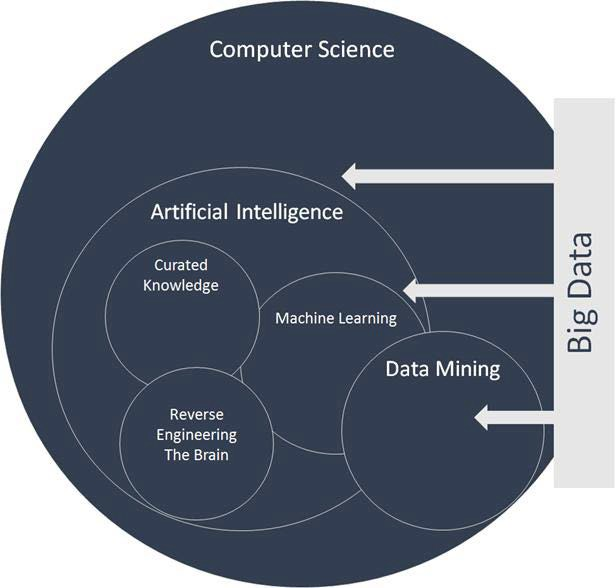 Computer Science
Artificial Intelligence
Curated
Knowledge
Machine Learning
Data Mining
Reverse
Engineering
The Brain
Big Data